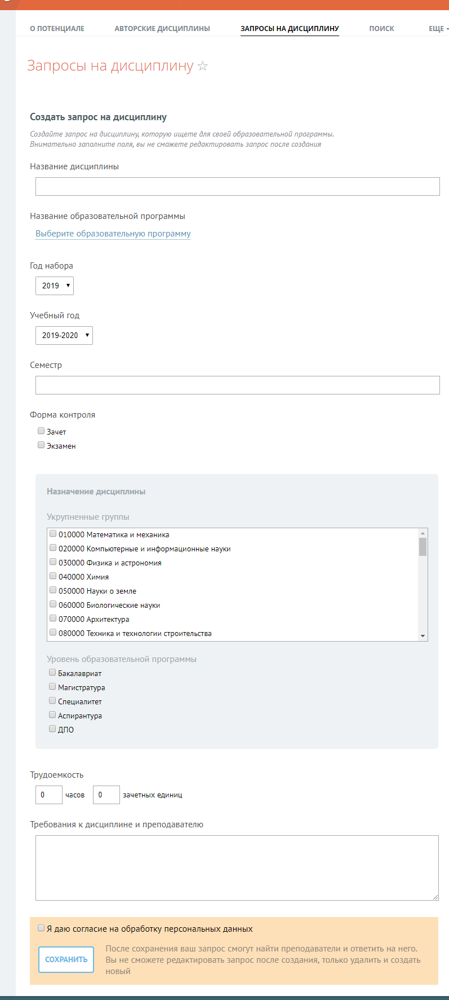 О ПОТЕНЦИАЛЕ АВТОРСКИЕ ДИСЦИПЛИНЫ ЗАПРОСЫ НА ДИСЦИПЛИНУ ПОИСК ЕЩЕ
Запросы на дисциплину
Создать запрос на дисциплину
Создайте запрос на дисциплину, которую ищете для своей образовательной программы.
Внимательно заполните поля, вы не сможете редактировать запрос после создания
Название дисциплины
Название образовательной программы
Выберите образовательную программу
Год набора
2019
Учебный год
2019-2020
Семестр
Форма контроля
Зачет
Экзамен
Назначение дисциплины
Укрупненные группы
010000 Математика и механика
020000 Компьютерные и информационные науки
030000 Физика и астрономия
040000 Химия
050000 Науки о земле
060000 Биологические науки
070000 Архитектура
080000 Техника и технологии строительства
Уровень образовательной программы
Бакалавриат
Магистратура
Специалитет
Аспирантура
ДПО
Трудоемкость
0 часов 0 зачетных единиц
Требования к дисциплине и преподавателю
Я даю согласие на обработку персональных данных
СОХРАНИТЬ
После сохранения ваш запрос смогут найти преподаватели и ответить на него.
Вы не сможете редактировать запрос после создания, только удалить и создать
новый